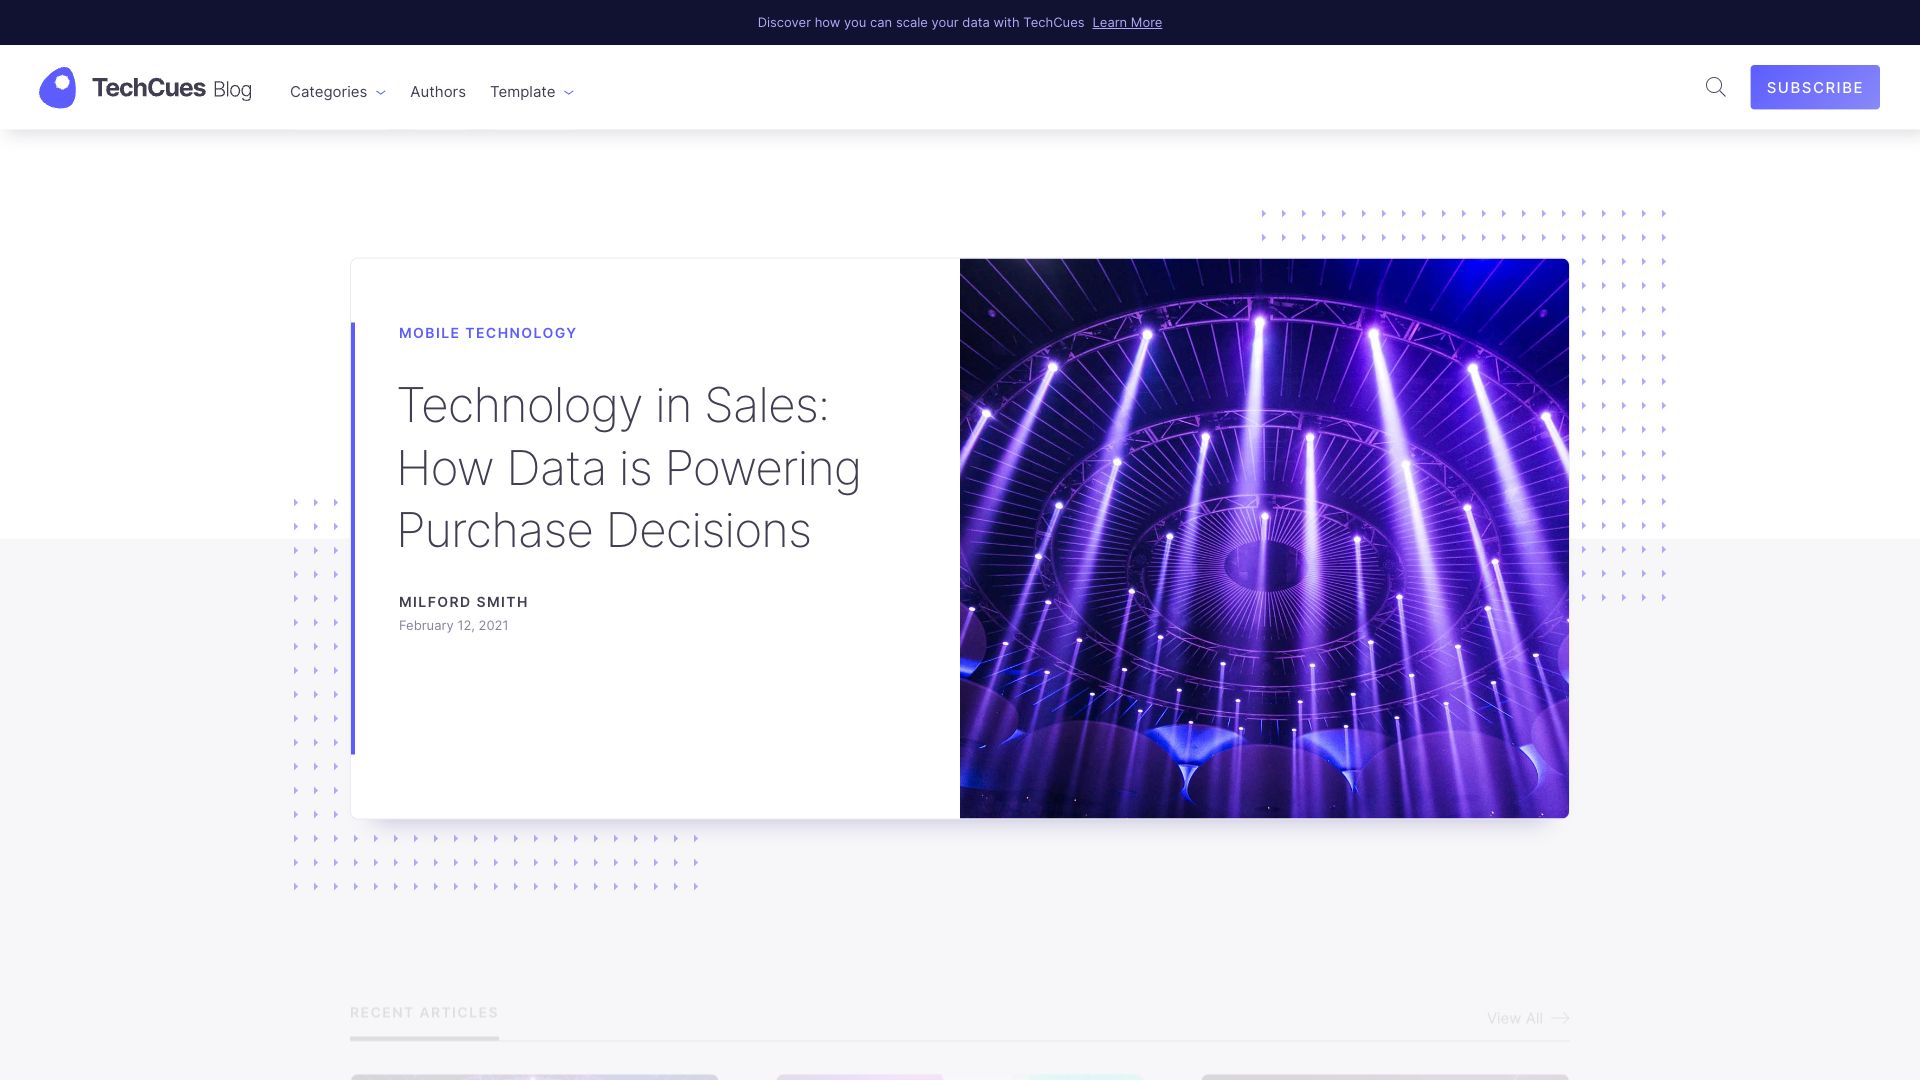 Discover how you can scale your data with TechCues Learn More
TechCues Blog
Categories
Authors
Template
SUBSCRIBE
MOBILE TECHNOLOGY
Technology in Sales:
How Data is Powering
Purchase Decisions
MILFORD SMITH
February 12, 2021
RECENT ARTICLES
View All